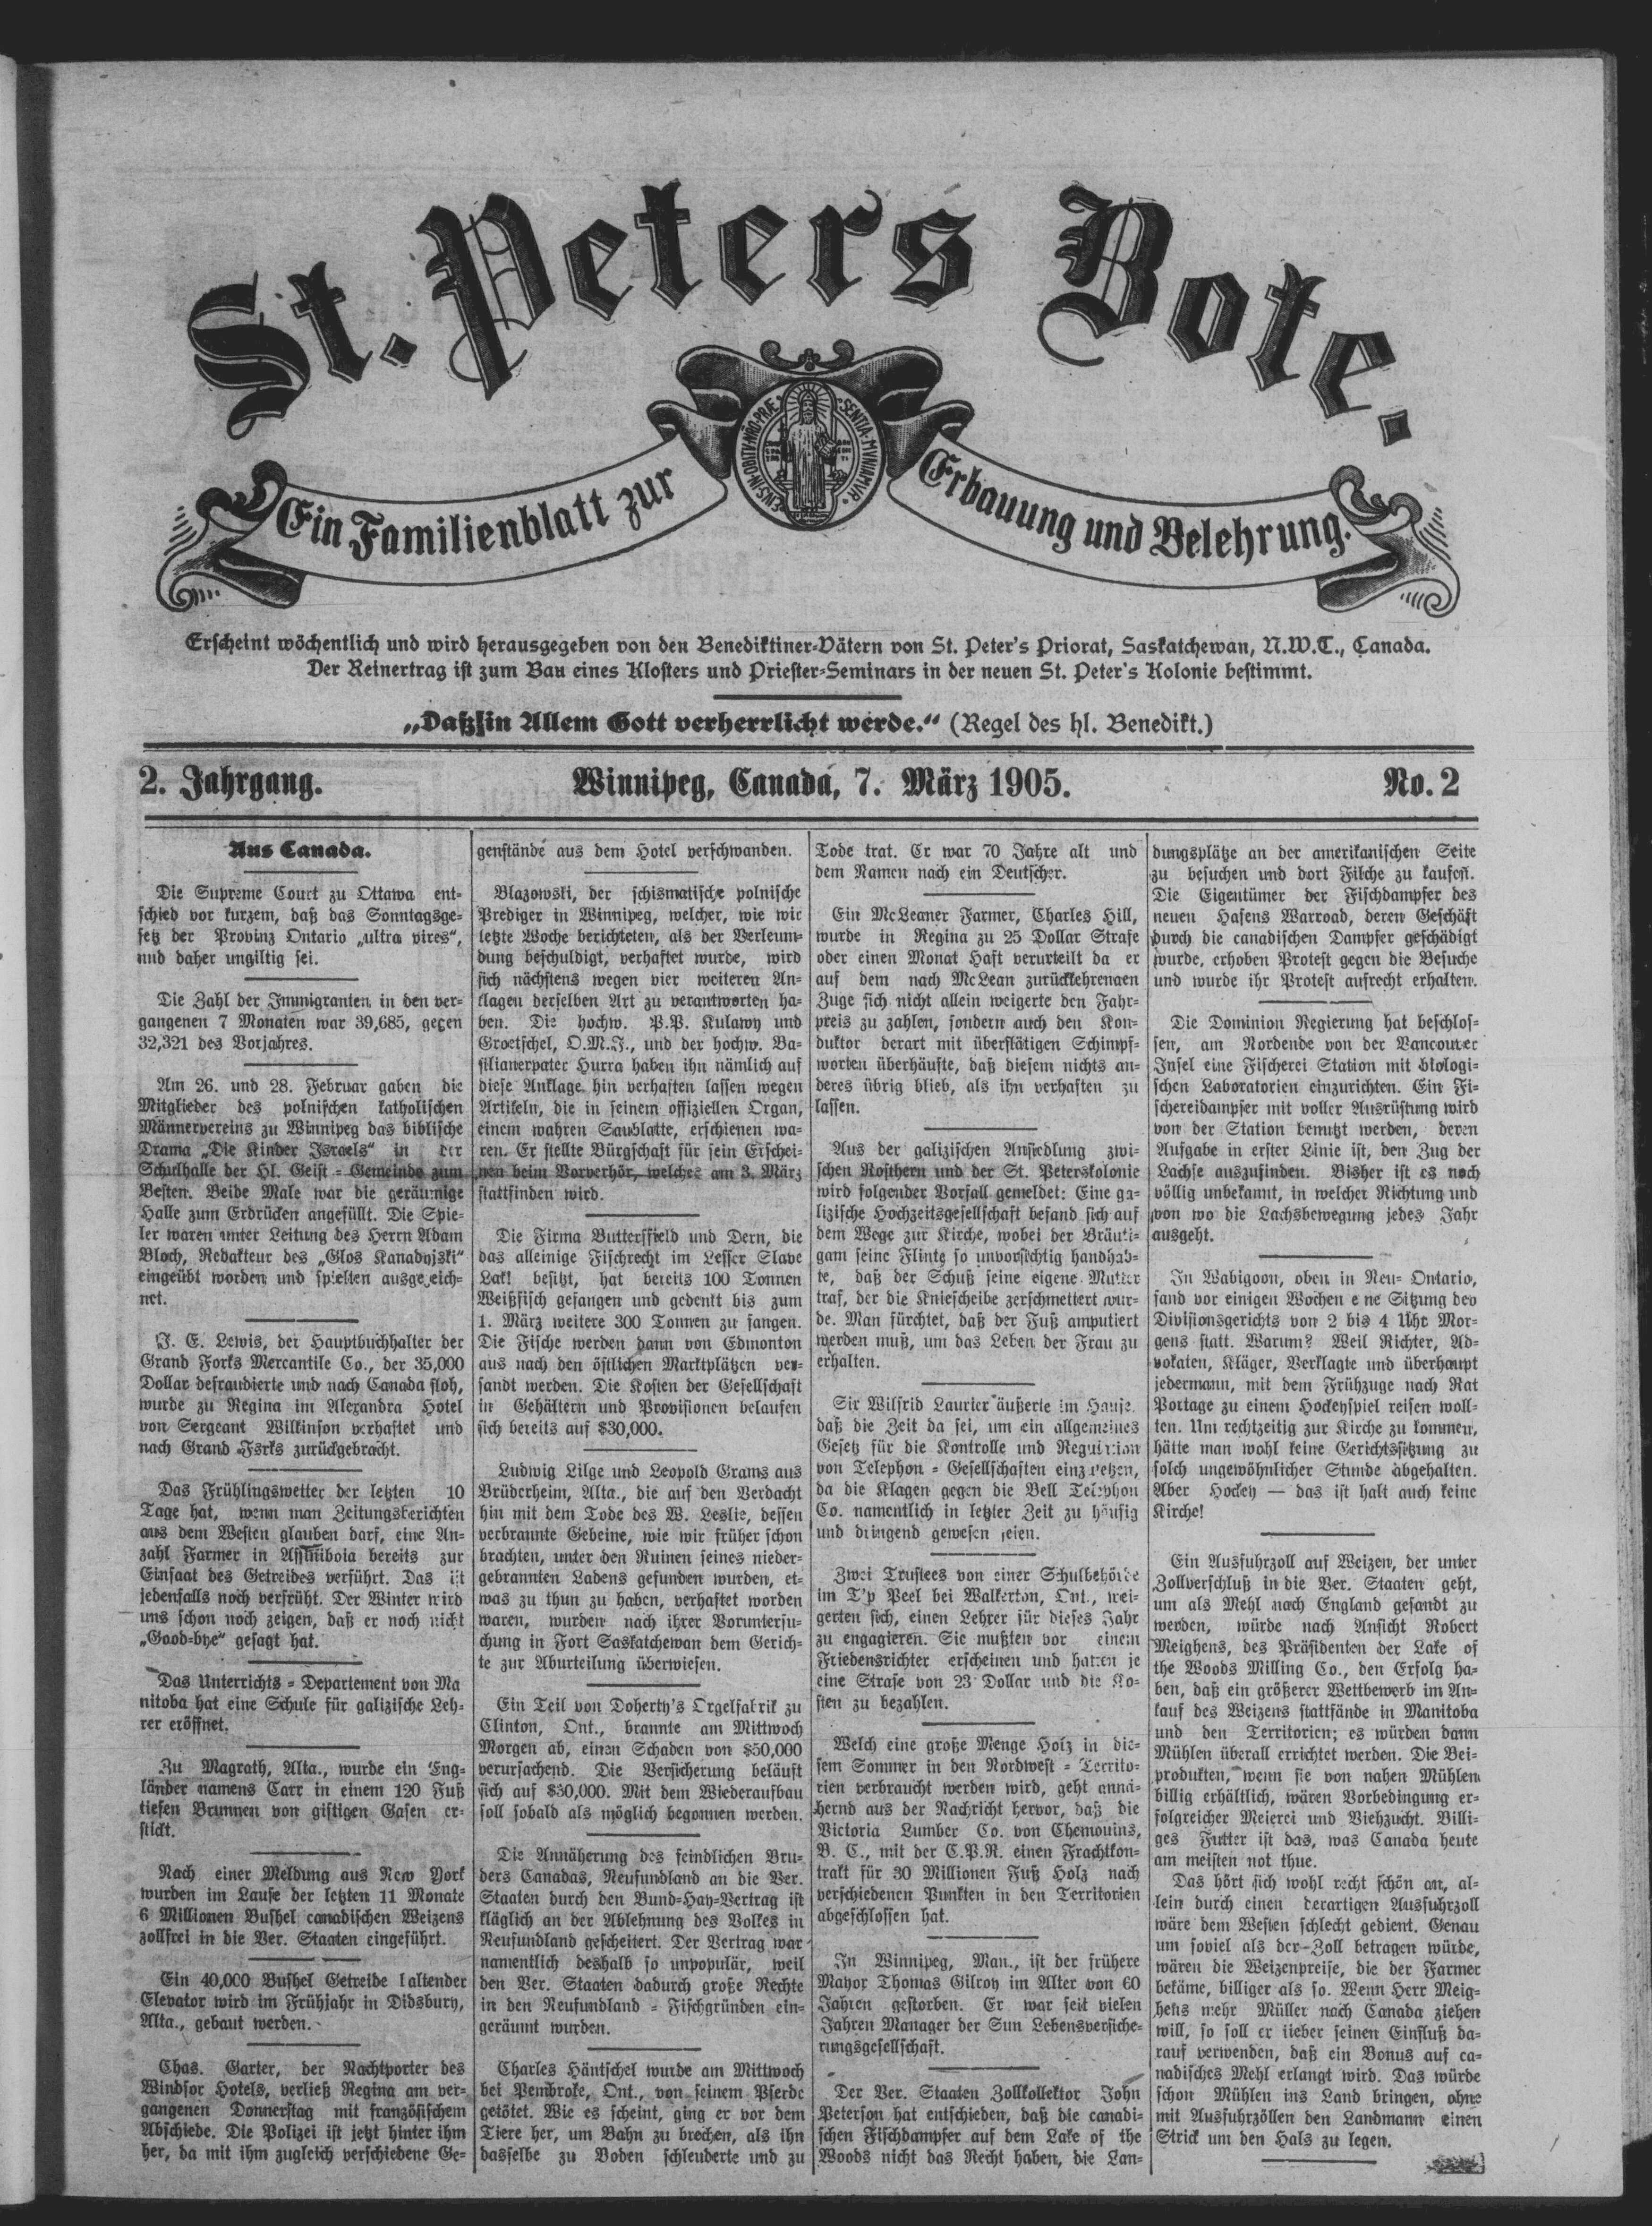 St. Peters Bote.
Ein Familienblatt zur
Erbauung und Belehrung.
Erscheint wöchentlich und wird herausgegeben von den Benediktiner-Vätern von St. Peter's Priorat, Saskatchewan, N.W.T., Canada.
Der Reinertrag ist zum Bau eines Klosters und Priester-Seminars in der neuen St. Peter's Kolonie bestimmt.
„Daß in Allem Gott verherrlicht werde.“ (Regel des hl. Benedikt.)
2. Jahrgang.
Winnipeg, Canada, 7. März 1905.
No. 2
Aus Canada.
Die Supreme Court zu Ottawa ent-
schied vor kurzem, daß das Sonntagsge-
setz der Provinz Ontario „ultra vires“,
und daher ungiltig sei.
Die Zahl der Immigranten in den ver-
gangenen 7 Monaten war 39,685, gegen
32,321 des Vorjahres.
Am 26. und 28. Februar gaben die
Mitglieder des polnischen katholischen
Männervereins zu Winnipeg das biblische
Drama „Die Kinder Israels“ in der
Schulhalle der Hl. Geist-Gemeinde zum
Besten. Beide Male war die geräumige
Halle zum Erdrücken angefüllt. Die Spie-
ler waren unter Leitung des Herrn Adam
Bloch, Redakteur des „Glos Kanadyjski“
eingeübt worden und spielten ausgezeich-
net.
J. E. Lewis, der Hauptbuchhalter der
Grand Forks Mercantile Co., der 35,000
Dollar defraudierte und nach Canada floh,
wurde zu Regina im Alexandra Hotel
von Sergeant Wilkinson verhaftet und
nach Grand Forks zurückgebracht.
Das Frühlingswetter der letzten 10
Tage hat, wenn man Zeitungsberichten
aus dem Westen glauben darf, eine An-
zahl Farmer in Assiniboia bereits zur
Einsaat des Getreides verführt. Das ist
jedenfalls noch verfrüht. Der Winter wird
uns schon noch zeigen, daß er noch nicht
„Good-bye“ gesagt hat.
Das Unterrichts-Departement von Ma
nitoba hat eine Schule für galizische Leh-
rer eröffnet.
Zu Magrath, Alta., wurde ein Eng-
länder namens Carr in einem 120 Fuß
tiefen Brunnen von giftigen Gasen er-
stickt.
Nach einer Meldung aus New York
wurden im Laufe der letzten 11 Monate
6 Millionen Bushel canadischen Weizens
zollfrei in die Ver. Staaten eingeführt.
Ein 40,000 Bushel Getreide haltender
Elevator wird im Frühjahr in Didsbury,
Alta., gebaut werden.
Chas. Garter, der Nachtporter des
Windsor Hotels, verließ Regina am ver-
gangenen Donnerstag mit französischem
Abschiede. Die Polizei ist jetzt hinter ihm
her, da mit ihm zugleich verschiedene Ge-
genstände aus dem Hotel verschwanden.
Blazowski, der schismatische polnische
Prediger in Winnipeg, welcher, wie wir
letzte Woche berichteten, als der Verleum-
dung beschuldigt, verhaftet wurde, wird
sich nächstens wegen vier weiteren An-
klagen derselben Art zu verantworten ha-
ben. Die hochw. P.P. Kulawy und
Groetschel, O.M.I., und der hochw. Ba-
silianerpater Hurra haben ihn nämlich auf
diese Anklage hin verhaften lassen wegen
Artikeln, die in seinem offiziellen Organ,
einem wahren Saublatte, erschienen wa-
ren. Er stellte Bürgschaft für sein Erschei-
nen beim Vorverhör, welches am 3. März
stattfinden wird.
Die Firma Butterfield und Dern, die
das alleinige Fischrecht im Lesser Slave
Lake besitzt, hat bereits 100 Tonnen
Weißfisch gefangen und gedenkt bis zum
1. März weitere 300 Tonnen zu fangen.
Die Fische werden dann von Edmonton
aus nach den östlichen Marktplätzen ver-
sandt werden. Die Kosten der Gesellschaft
in Gehältern und Provisionen belaufen
sich bereits auf $30,000.
Ludwig Lilge und Leopold Grams aus
Brüderheim, Alta., die auf den Verdacht
hin mit dem Tode des W. Leslie, dessen
verbrannte Gebeine, wie wir früher schon
brachten, unter den Ruinen seines nieder-
gebrannten Ladens gefunden wurden, et-
was zu thun zu haben, verhaftet worden
waren, wurden nach ihrer Voruntersu-
chung in Fort Saskatchewan dem Gerich-
te zur Aburteilung überwiesen.
Ein Teil von Doherty's Orgelfabrik zu
Clinton, Ont., brannte am Mittwoch
Morgen ab, einen Schaden von $50,000
verursachend. Die Versicherung beläuft
sich auf $30,000. Mit dem Wiederaufbau
soll sobald als möglich begonnen werden.
Die Annäherung des feindlichen Bru-
ders Canadas, Neufundland an die Ver.
Staaten durch den Bund-Hay-Vertrag ist
kläglich an der Ablehnung des Volkes in
Neufundland gescheitert. Der Vertrag war
namentlich deshalb so unpopulär, weil
den Ver. Staaten dadurch große Rechte
in den Neufundland-Fischgründen ein-
geräumt wurden.
Charles Häntschel wurde am Mittwoch
bei Pembroke, Ont., von seinem Pferde
getötet. Wie es scheint, ging er vor dem
Tiere her, um Bahn zu brechen, als ihn
dasselbe zu Boden schleuderte und zu
Tode trat. Er war 70 Jahre alt und
dem Namen nach ein Deutscher.
Ein McLeaner Farmer, Charles Hill,
wurde in Regina zu 25 Dollar Strafe
oder einen Monat Haft verurteilt da er
auf dem nach McLean zurückkehrenden
Zuge sich nicht allein weigerte den Fahr-
preis zu zahlen, sondern auch den Kon-
duktor derart mit überflätigen Schimpf-
worten überhäufte, daß diesem nichts an-
deres übrig blieb, als ihn verhaften zu
lassen.
Aus der galizischen Ansiedlung zwi-
schen Rosthern und der St. Peterskolonie
wird folgender Vorfall gemeldet: Eine ga-
lizische Hochzeitsgesellschaft befand sich auf
dem Wege zur Kirche, wobei der Bräuti-
gam seine Flinte so unvorsichtig handhab-
te, daß der Schuß seine eigene Mutter
traf, der die Kniescheibe zerschmettert wur-
de. Man fürchtet, daß der Fuß amputiert
werden muß, um das Leben der Frau zu
erhalten.
Sir Wilfrid Laurier äußerte im Hause,
daß die Zeit da sei, um ein allgemeines
Gesetz für die Kontrolle und Regulation
von Telephon-Gesellschaften einzusetzen,
da die Klagen gegen die Bell Telephon
Co. namentlich in letzter Zeit zu häufig
und dringend gewesen seien.
Zwei Trustees von einer Schulbehörde
im T'p Peel bei Walkerton, Ont., wei-
gerten sich, einen Lehrer für dieses Jahr
zu engagieren. Sie mußten vor einem
Friedensrichter erscheinen und hatten je
eine Strafe von 23 Dollar und die Ko-
sten zu bezahlen.
Welch eine große Menge Holz in die-
sem Sommer in den Nordwest-Territo-
rien verbraucht werden wird, geht annä-
hernd aus der Nachricht hervor, daß die
Victoria Lumber Co. von Chemouins,
B. C., mit der C.P.R. einen Frachtkon-
trakt für 30 Millionen Fuß Holz nach
verschiedenen Punkten in den Territorien
abgeschlossen hat.
In Winnipeg, Man., ist der frühere
Mayor Thomas Gilroy im Alter von 60
Jahren gestorben. Er war seit vielen
Jahren Manager der Sun Lebensversiche-
rungsgesellschaft.
Der Ver. Staaten Zollkollektor John
Peterson hat entschieden, daß die canadi-
schen Fischdampfer auf dem Lake of the
Woods nicht das Recht haben, die Lan-
dungsplätze an der amerikanischen Seite
zu besuchen und dort Fische zu kaufen.
Die Eigentümer der Fischdampfer des
neuen Hafens Warroad, deren Geschäft
durch die canadischen Dampfer geschädigt
wurde, erhoben Protest gegen die Besuche
und wurde ihr Protest aufrecht erhalten.
Die Dominion Regierung hat beschlos-
sen, am Nordende von der Vancouver
Insel eine Fischerei Station mit biologi-
schen Laboratorien einzurichten. Ein Fi-
schereidampfer mit voller Ausrüstung wird
von der Station benutzt werden, deren
Aufgabe in erster Linie ist, den Zug der
Lachse auszufinden. Bisher ist es noch
völlig unbekannt, in welcher Richtung und
von wo die Lachsbewegung jedes Jahr
ausgeht.
In Wabigoon, oben in Neu-Ontario,
fand vor einigen Wochen eine Sitzung des
Divisionsgerichts von 2 bis 4 Uhr Mor-
gens statt. Warum? Weil Richter, Ad-
vokaten, Kläger, Verklagte und überhaupt
jedermann, mit dem Frühzuge nach Rat
Portage zu einem Hockeyspiel reisen woll-
ten. Um rechtzeitig zur Kirche zu kommen,
hätte man wohl keine Gerichtssitzung zu
solch ungewöhnlicher Stunde abgehalten.
Aber Hockey — das ist halt auch keine
Kirche!
Ein Ausfuhrzoll auf Weizen, der unter
Zollverschluß in die Ver. Staaten geht,
um als Mehl nach England gesandt zu
werden, würde nach Ansicht Robert
Meighens, des Präsidenten der Lake of
the Woods Milling Co., den Erfolg ha-
ben, daß ein größerer Wettbewerb im An-
kauf des Weizens stattfände in Manitoba
und den Territorien; es würden dann
Mühlen überall errichtet werden. Die Bei-
produkten, wenn sie von nahen Mühlen
billig erhältlich, wären Vorbedingung er-
folgreicher Meierei und Viehzucht. Billi-
ges Futter ist das, was Canada heute
am meisten not thue.
Das hört sich wohl recht schön an, al-
lein durch einen derartigen Ausfuhrzoll
wäre dem Westen schlecht gedient. Genau
um soviel als der Zoll betragen würde,
wären die Weizenpreise, die der Farmer
bekäme, billiger als so. Wenn Herr Meig-
hens mehr Müller nach Canada ziehen
will, so soll er lieber seinen Einfluß da-
rauf verwenden, daß ein Bonus auf ca-
nadisches Mehl erlangt wird. Das würde
schon Mühlen ins Land bringen, ohne
mit Ausfuhrzöllen den Landmann einen
Strick um den Hals zu legen.